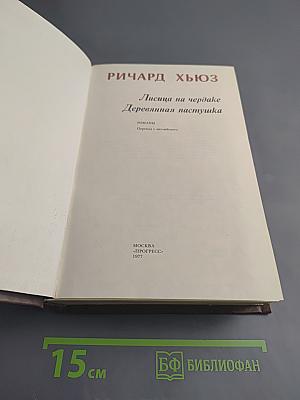 РИЧАРД ХЬЮЗ
Лисица на чердаке
Деревянная пастушка
РОМАНЫ
Перевод с английского
МОСКВА
«ПРОГРЕСС»
1977
15 СМ
БФ БИБЛИОФАН